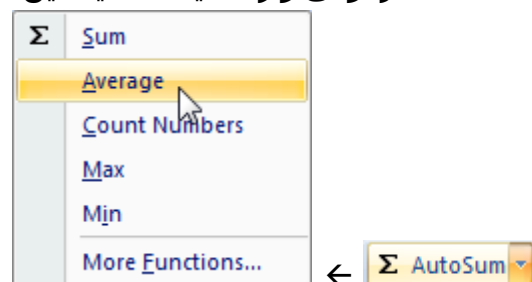 Σ Sum
Average
Count Numbers
Max
Min
More Functions...
← Σ AutoSum